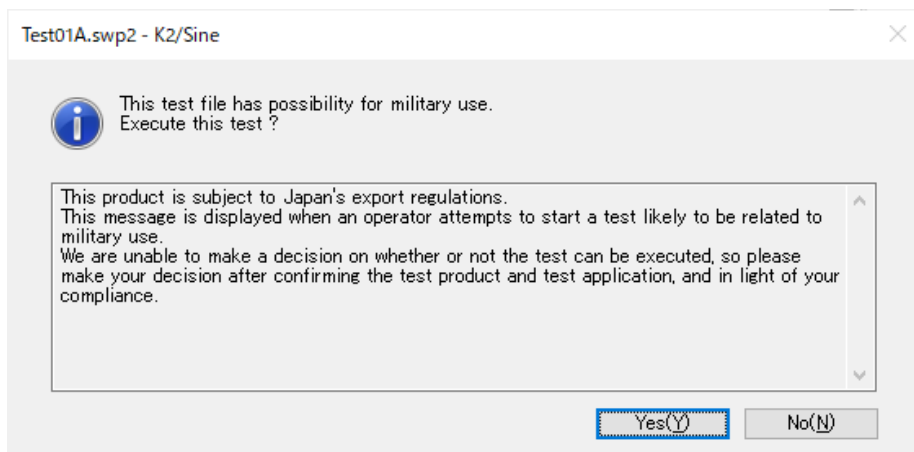 Test01A.swp2 - K2/Sine
This test file has possibility for military use.
Execute this test ?
This product is subject to Japan's export regulations.
This message is displayed when an operator attempts to start a test likely to be related to
military use.
We are unable to make a decision on whether or not the test can be executed, so please
make your decision after confirming the test product and test application, and in light of your
compliance.
Yes(Y) No(N)